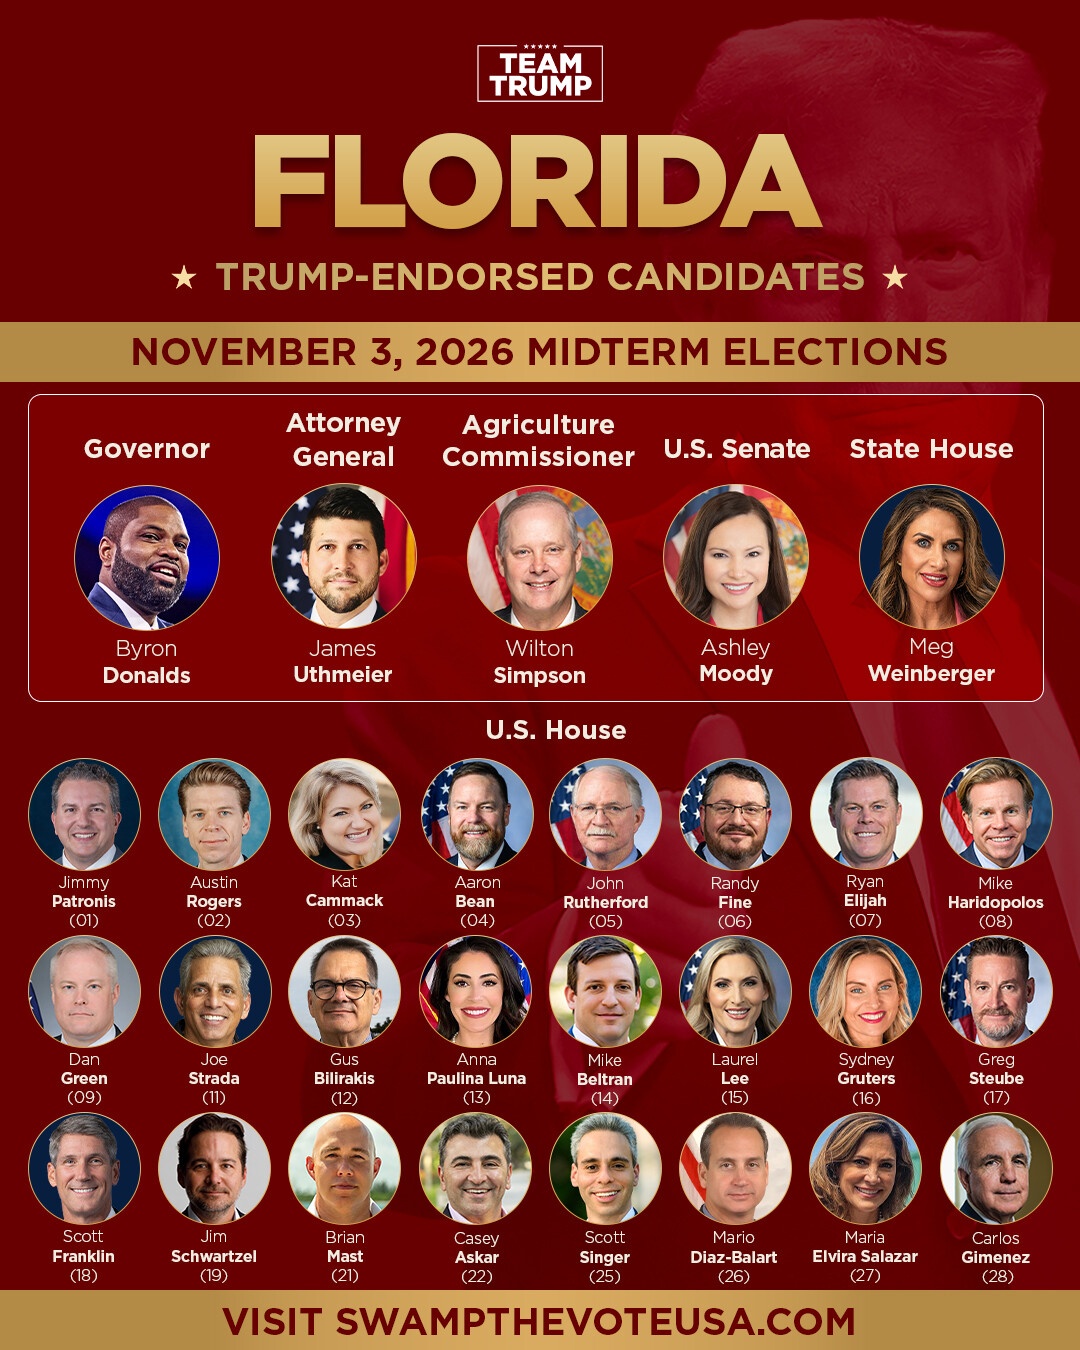 TEAM
TRUMP
FLORIDA
TRUMP-ENDORSED CANDIDATES
NOVEMBER 3, 2026 MIDTERM ELECTIONS
Governor
Byron
Donalds
Attorney
General
James
Uthmeier
Agriculture
Commissioner
Wilton
Simpson
U.S. Senate
Ashley
Moody
State House
Meg
Weinberger
U.S. House
Jimmy
Patronis
(01)
Austin
Rogers
(02)
Kat
Cammack
(03)
Aaron
Bean
(04)
John
Rutherford
(05)
Randy
Fine
(06)
Ryan
Elijah
(07)
Mike
Haridopolos
(08)
Dan
Green
(09)
Joe
Strada
(11)
Gus
Bilirakis
(12)
Anna
Paulina Luna
(13)
Mike
Beltran
(14)
Laurel
Lee
(15)
Sydney
Gruters
(16)
Greg
Steube
(17)
Scott
Franklin
(18)
Jim
Schwartzel
(19)
Brian
Mast
(21)
Casey
Askar
(22)
Scott
Singer
(25)
Mario
Diaz-Balart
(26)
Maria
Elvira Salazar
(27)
Carlos
Gimenez
(28)
VISIT SWAMPTHEVOTEUSA.COM